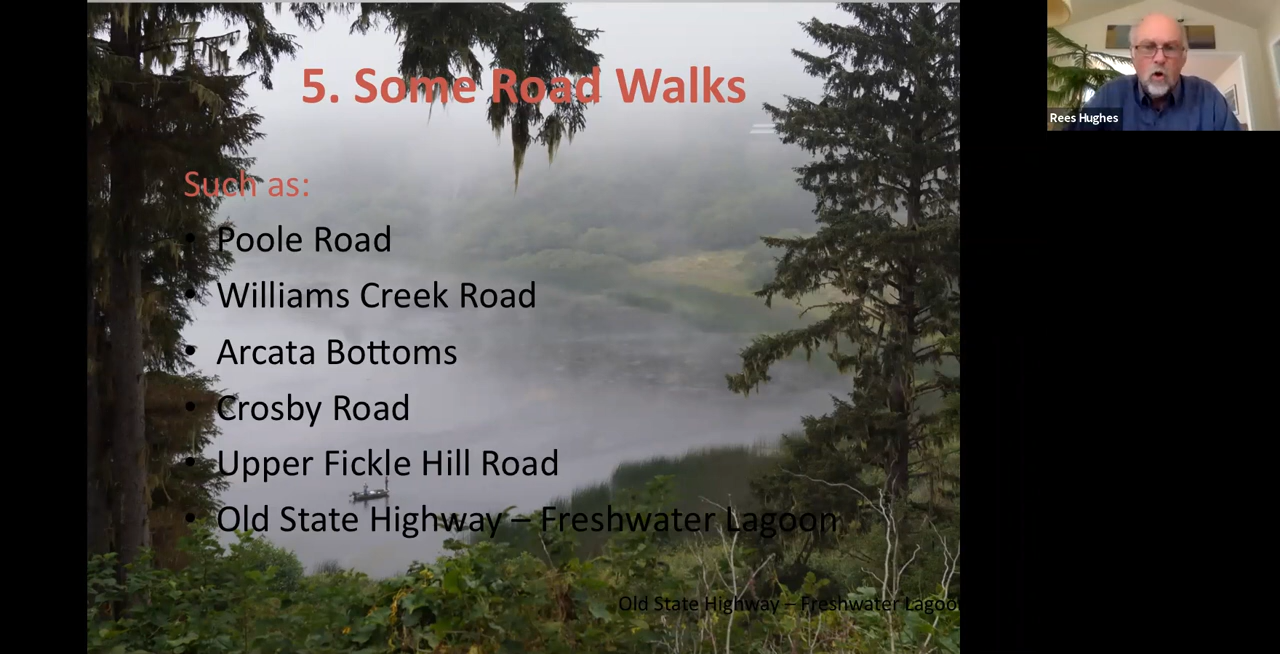 5. Some Road Walks
Rees Hughes
Such as:
• Poole Road
• Williams Creek Road
• Arcata Bottoms
• Crosby Road
• Upper Fickle Hill Road
• Old State Highway – Freshwater Lagoon
Old State Highway – Freshwater Lagoo